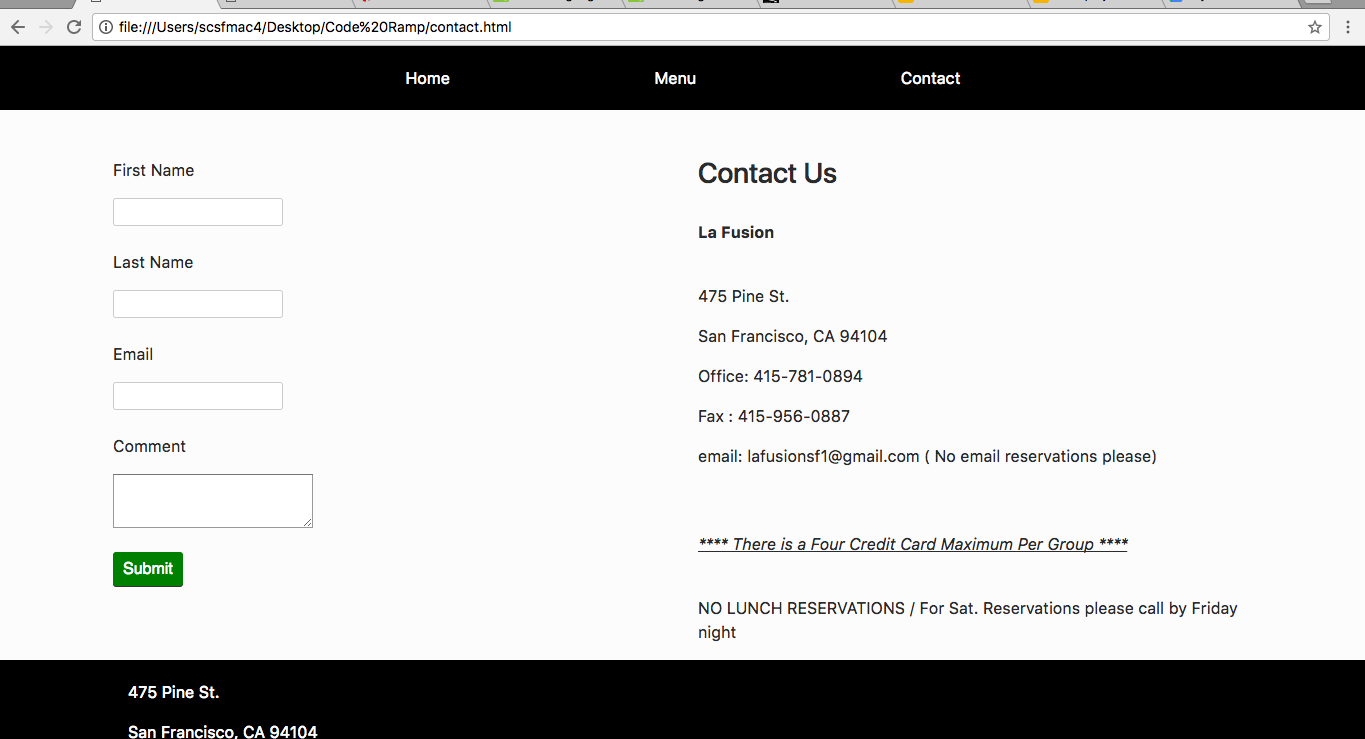 file:///Users/scsfmac4/Desktop/Code%20Ramp/contact.html
Home Menu Contact
First Name
Last Name
Email
Comment
Submit
Contact Us
La Fusion
475 Pine St.
San Francisco, CA 94104
Office: 415-781-0894
Fax : 415-956-0887
email: lafusionsf1@gmail.com ( No email reservations please)
**** There is a Four Credit Card Maximum Per Group ****
NO LUNCH RESERVATIONS / For Sat. Reservations please call by Friday
night
475 Pine St.
San Francisco, CA 94104